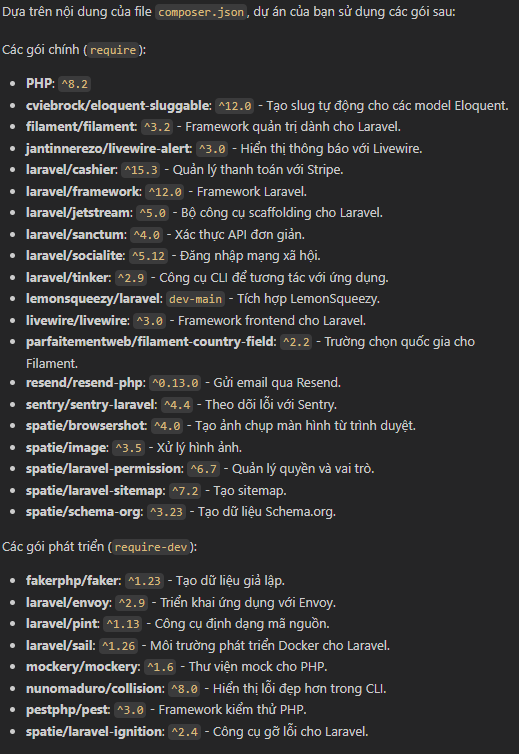 Dựa trên nội dung của file composer.json, dự án của bạn sử dụng các gói sau:
Các gói chính (require):
• PHP: ^8.2
• cviebrock/eloquent-sluggable: ^12.0 - Tạo slug tự động cho các model Eloquent.
• filament/filament: ^3.2 - Framework quản trị dành cho Laravel.
• jantinnerezo/livewire-alert: ^3.0 - Hiển thị thông báo với Livewire.
• laravel/cashier: ^15.3 - Quản lý thanh toán với Stripe.
• laravel/framework: ^12.0 - Framework Laravel.
• laravel/jetstream: ^5.0 - Bộ công cụ scaffolding cho Laravel.
• laravel/sanctum: ^4.0 - Xác thực API đơn giản.
• laravel/socialite: ^5.12 - Đăng nhập mạng xã hội.
• laravel/tinker: ^2.9 - Công cụ CLI để tương tác với ứng dụng.
• lemonsqueezy/laravel: dev-main - Tích hợp LemonSqueezy.
• livewire/livewire: ^3.0 - Framework frontend cho Laravel.
• parfaitementweb/filament-country-field: ^2.2 - Trường chọn quốc gia cho
Filament.
• resend/resend-php: ^0.13.0 - Gửi email qua Resend.
• sentry/sentry-laravel: ^4.4 - Theo dõi lỗi với Sentry.
• spatie/browsershot: ^4.0 - Tạo ảnh chụp màn hình từ trình duyệt.
• spatie/image: ^3.5 - Xử lý hình ảnh.
• spatie/laravel-permission: ^6.7 - Quản lý quyền và vai trò.
• spatie/laravel-sitemap: ^7.2 - Tạo sitemap.
• spatie/schema-org: ^3.23 - Tạo dữ liệu Schema.org.
Các gói phát triển (require-dev):
• fakerphp/faker: ^1.23 - Tạo dữ liệu giả lập.
• laravel/envoy: ^2.9 - Triển khai ứng dụng với Envoy.
• laravel/pint: ^1.13 - Công cụ định dạng mã nguồn.
• laravel/sail: ^1.26 - Môi trường phát triển Docker cho Laravel.
• mockery/mockery: ^1.6 - Thư viện mock cho PHP.
• nunomaduro/collision: ^8.0 - Hiển thị lỗi đẹp hơn trong CLI.
• pestphp/pest: ^3.0 - Framework kiểm thử PHP.
• spatie/laravel-ignition: ^2.4 - Công cụ gỡ lỗi cho Laravel.